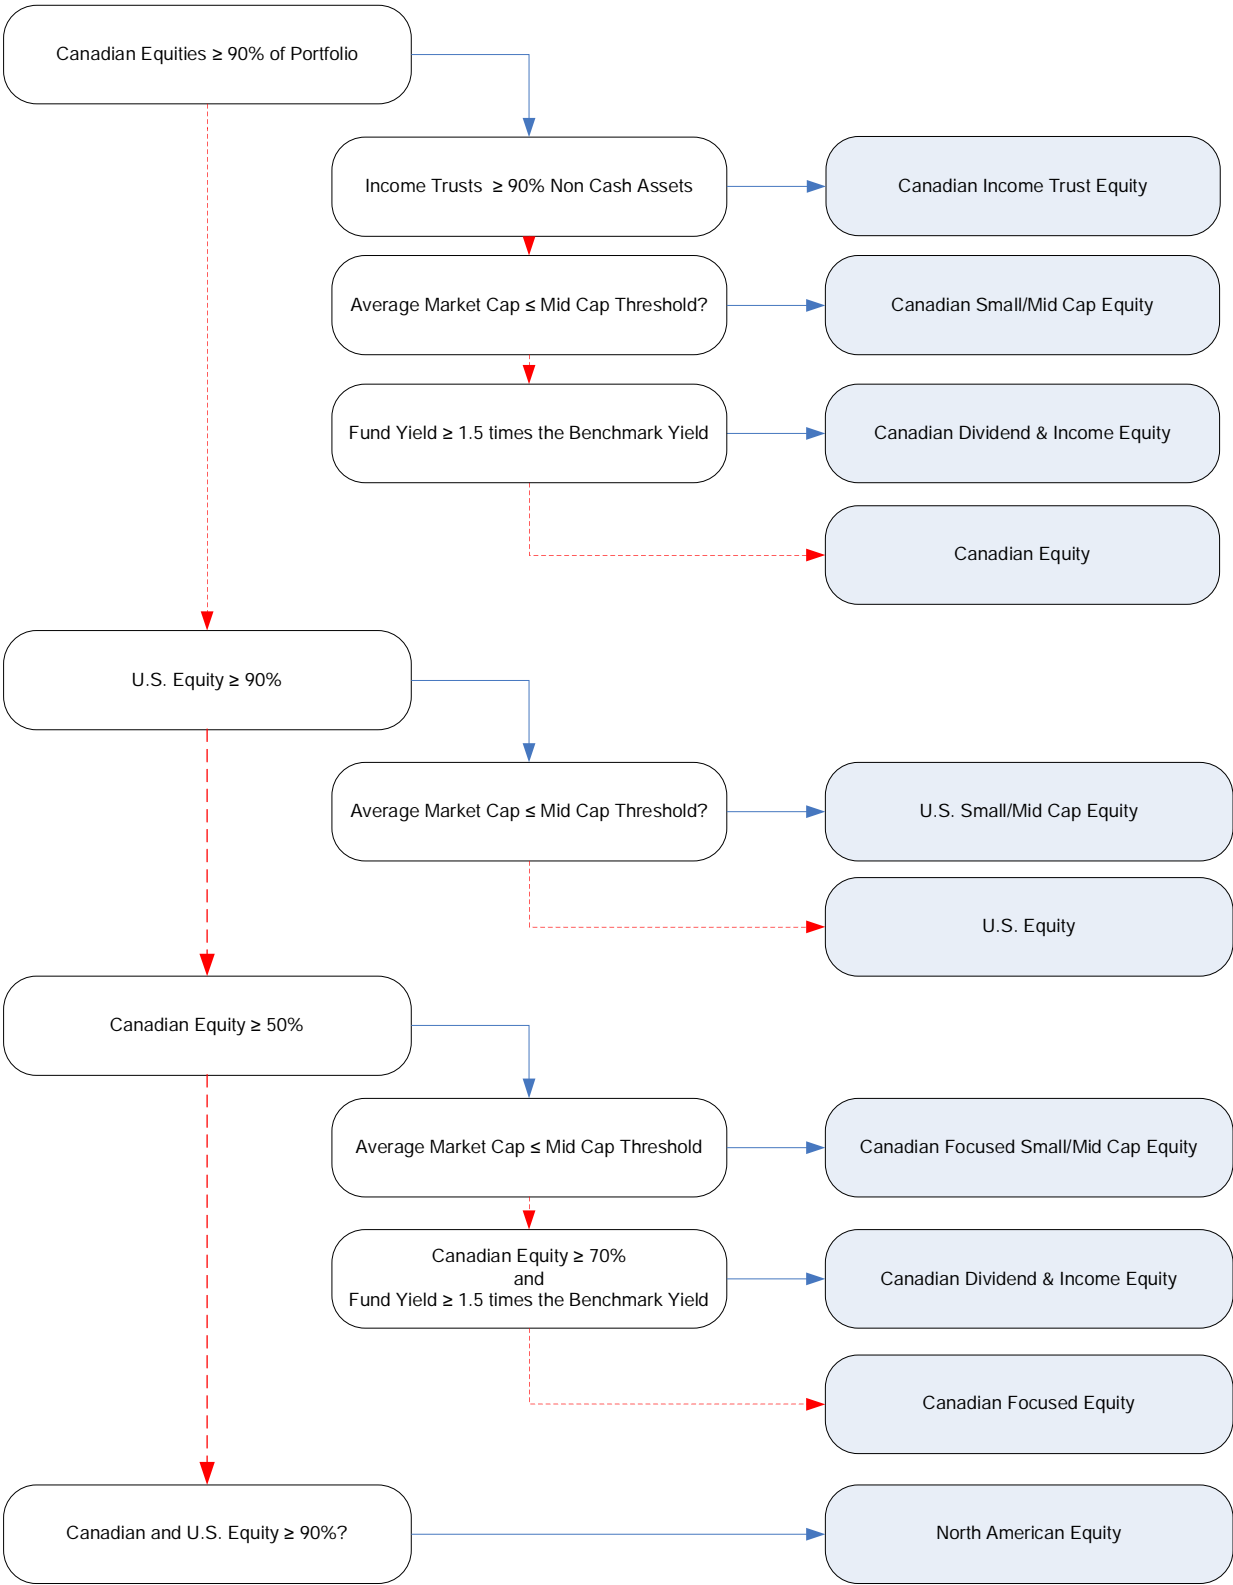 Canadian Equities ≥ 90% of Portfolio
Income Trusts ≥ 90% Non Cash Assets
Canadian Income Trust Equity
Average Market Cap ≤ Mid Cap Threshold?
Canadian Small/Mid Cap Equity
Fund Yield ≥ 1.5 times the Benchmark Yield
Canadian Dividend & Income Equity
Canadian Equity
U.S. Equity ≥ 90%
Average Market Cap ≤ Mid Cap Threshold?
U.S. Small/Mid Cap Equity
U.S. Equity
Canadian Equity ≥ 50%
Average Market Cap ≤ Mid Cap Threshold
Canadian Focused Small/Mid Cap Equity
Canadian Equity ≥ 70%
and
Fund Yield ≥ 1.5 times the Benchmark Yield
Canadian Dividend & Income Equity
Canadian Focused Equity
Canadian and U.S. Equity ≥ 90%?
North American Equity